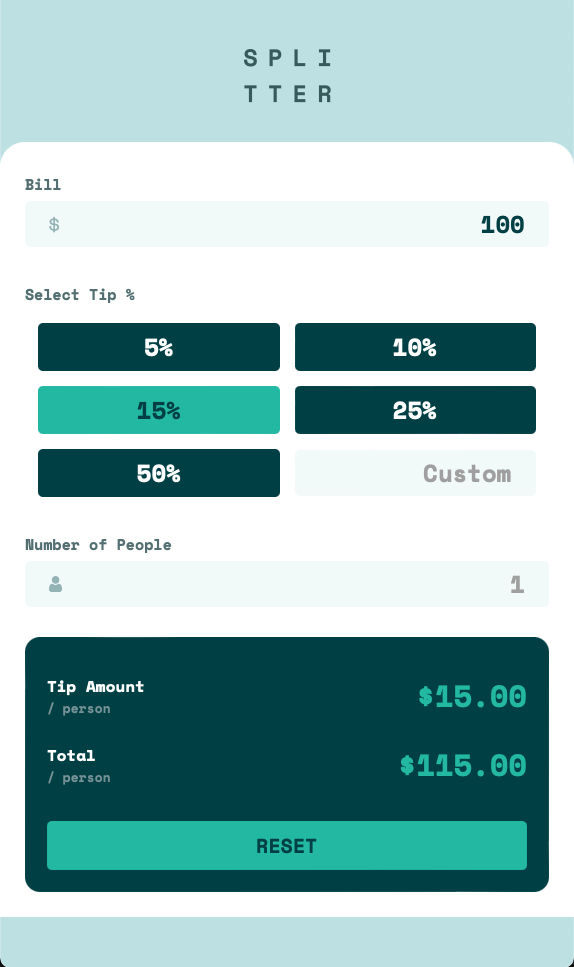 SPLI
TTER
Bill
$ 100
Select Tip %
5% 10%
15% 25%
50% Custom
Number of People
1
Tip Amount
/ person
$15.00
Total
/ person
$115.00
RESET